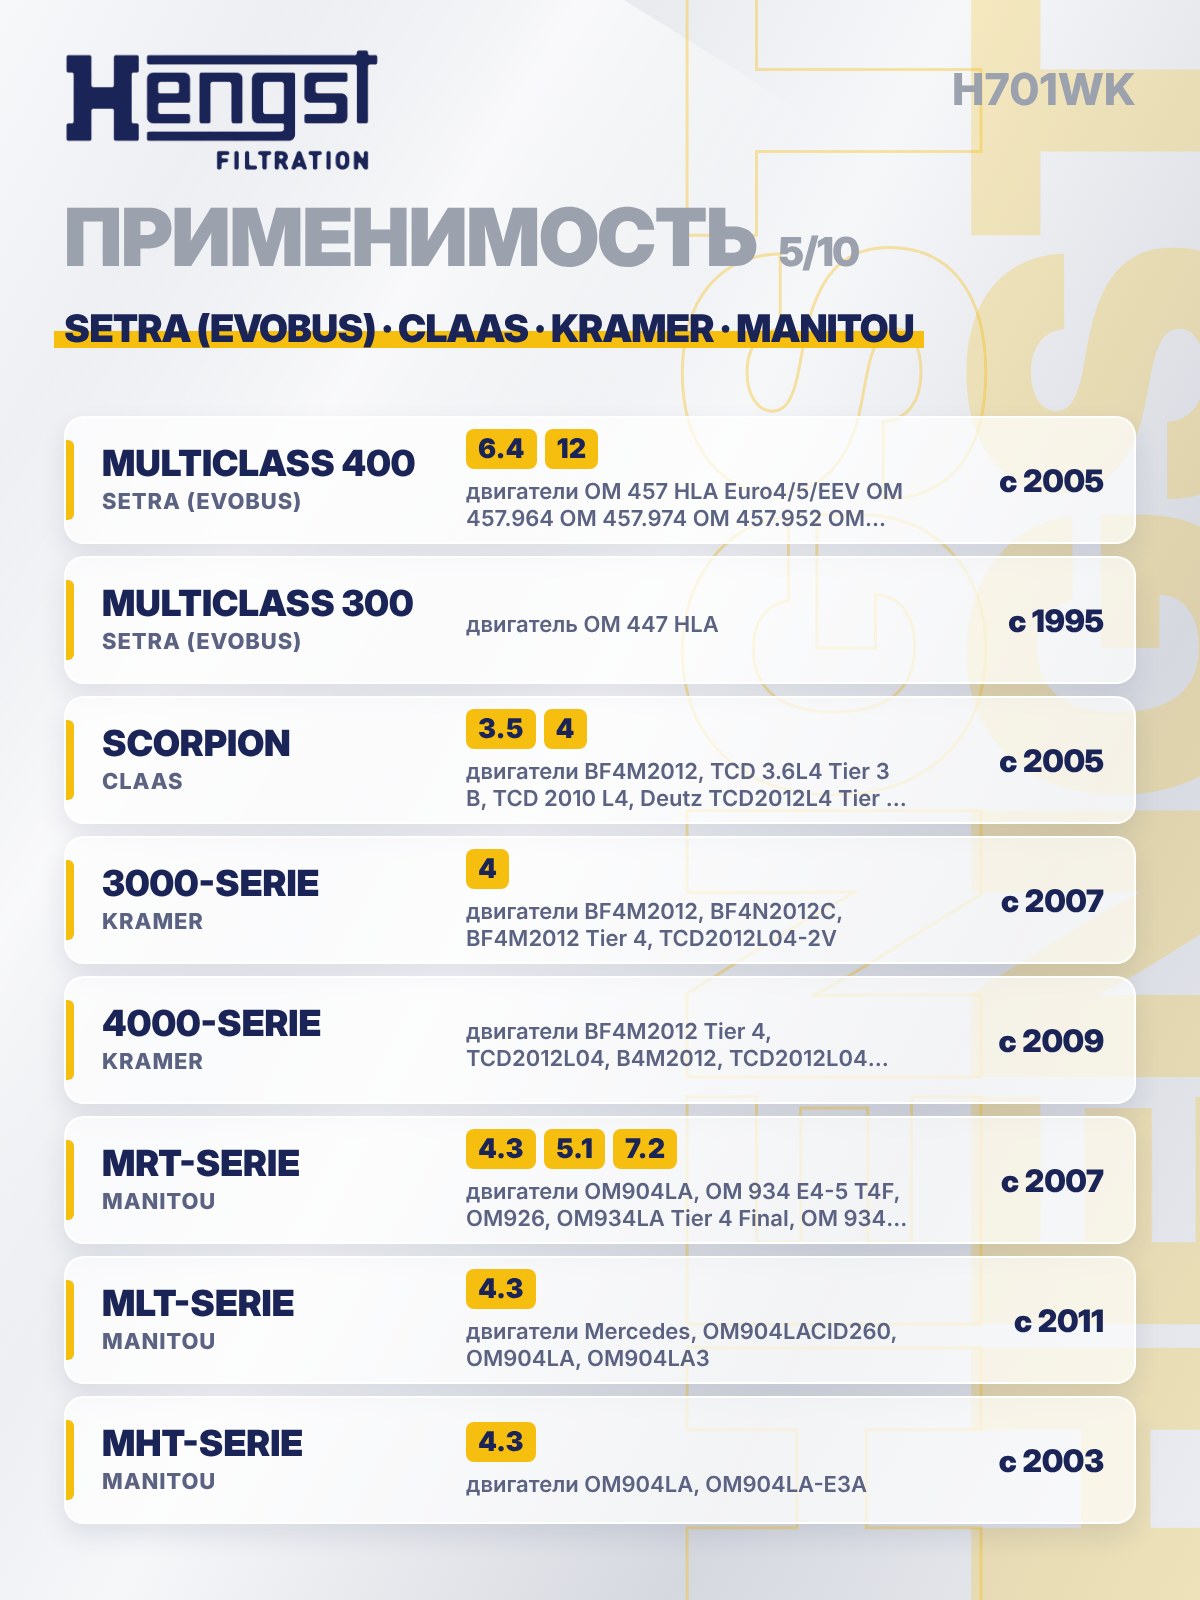 Hengst
FILTRATION
H701WK
ПРИМЕНИМОСТЬ 5/10
SETRA (EVOBUS) · CLAAS · KRAMER · MANITOU
MULTICLASS 400
SETRA (EVOBUS)
6.4 12
двигатели OM 457 HLA Euro4/5/EEV OM
457.964 OM 457.974 OM 457.952 OM...
с 2005
MULTICLASS 300
SETRA (EVOBUS)
двигатель OM 447 HLA
с 1995
SCORPION
CLAAS
3.5 4
двигатели BF4M2012, TCD 3.6L4 Tier 3
B, TCD 2010 L4, Deutz TCD2012L4 Tier ...
с 2005
3000-SERIE
KRAMER
4
двигатели BF4M2012, BF4N2012C,
BF4M2012 Tier 4, TCD2012L04-2V
с 2007
4000-SERIE
KRAMER
двигатели BF4M2012 Tier 4,
TCD2012L04, B4M2012, TCD2012L04...
с 2009
MRT-SERIE
MANITOU
4.3 5.1 7.2
двигатели OM904LA, OM 934 E4-5 T4F,
OM926, OM934LA Tier 4 Final, OM 934...
с 2007
MLT-SERIE
MANITOU
4.3
двигатели Mercedes, OM904LACID260,
OM904LA, OM904LA3
с 2011
MHT-SERIE
MANITOU
4.3
двигатели OM904LA, OM904LA-E3A
с 2003
HENGST
HENGST